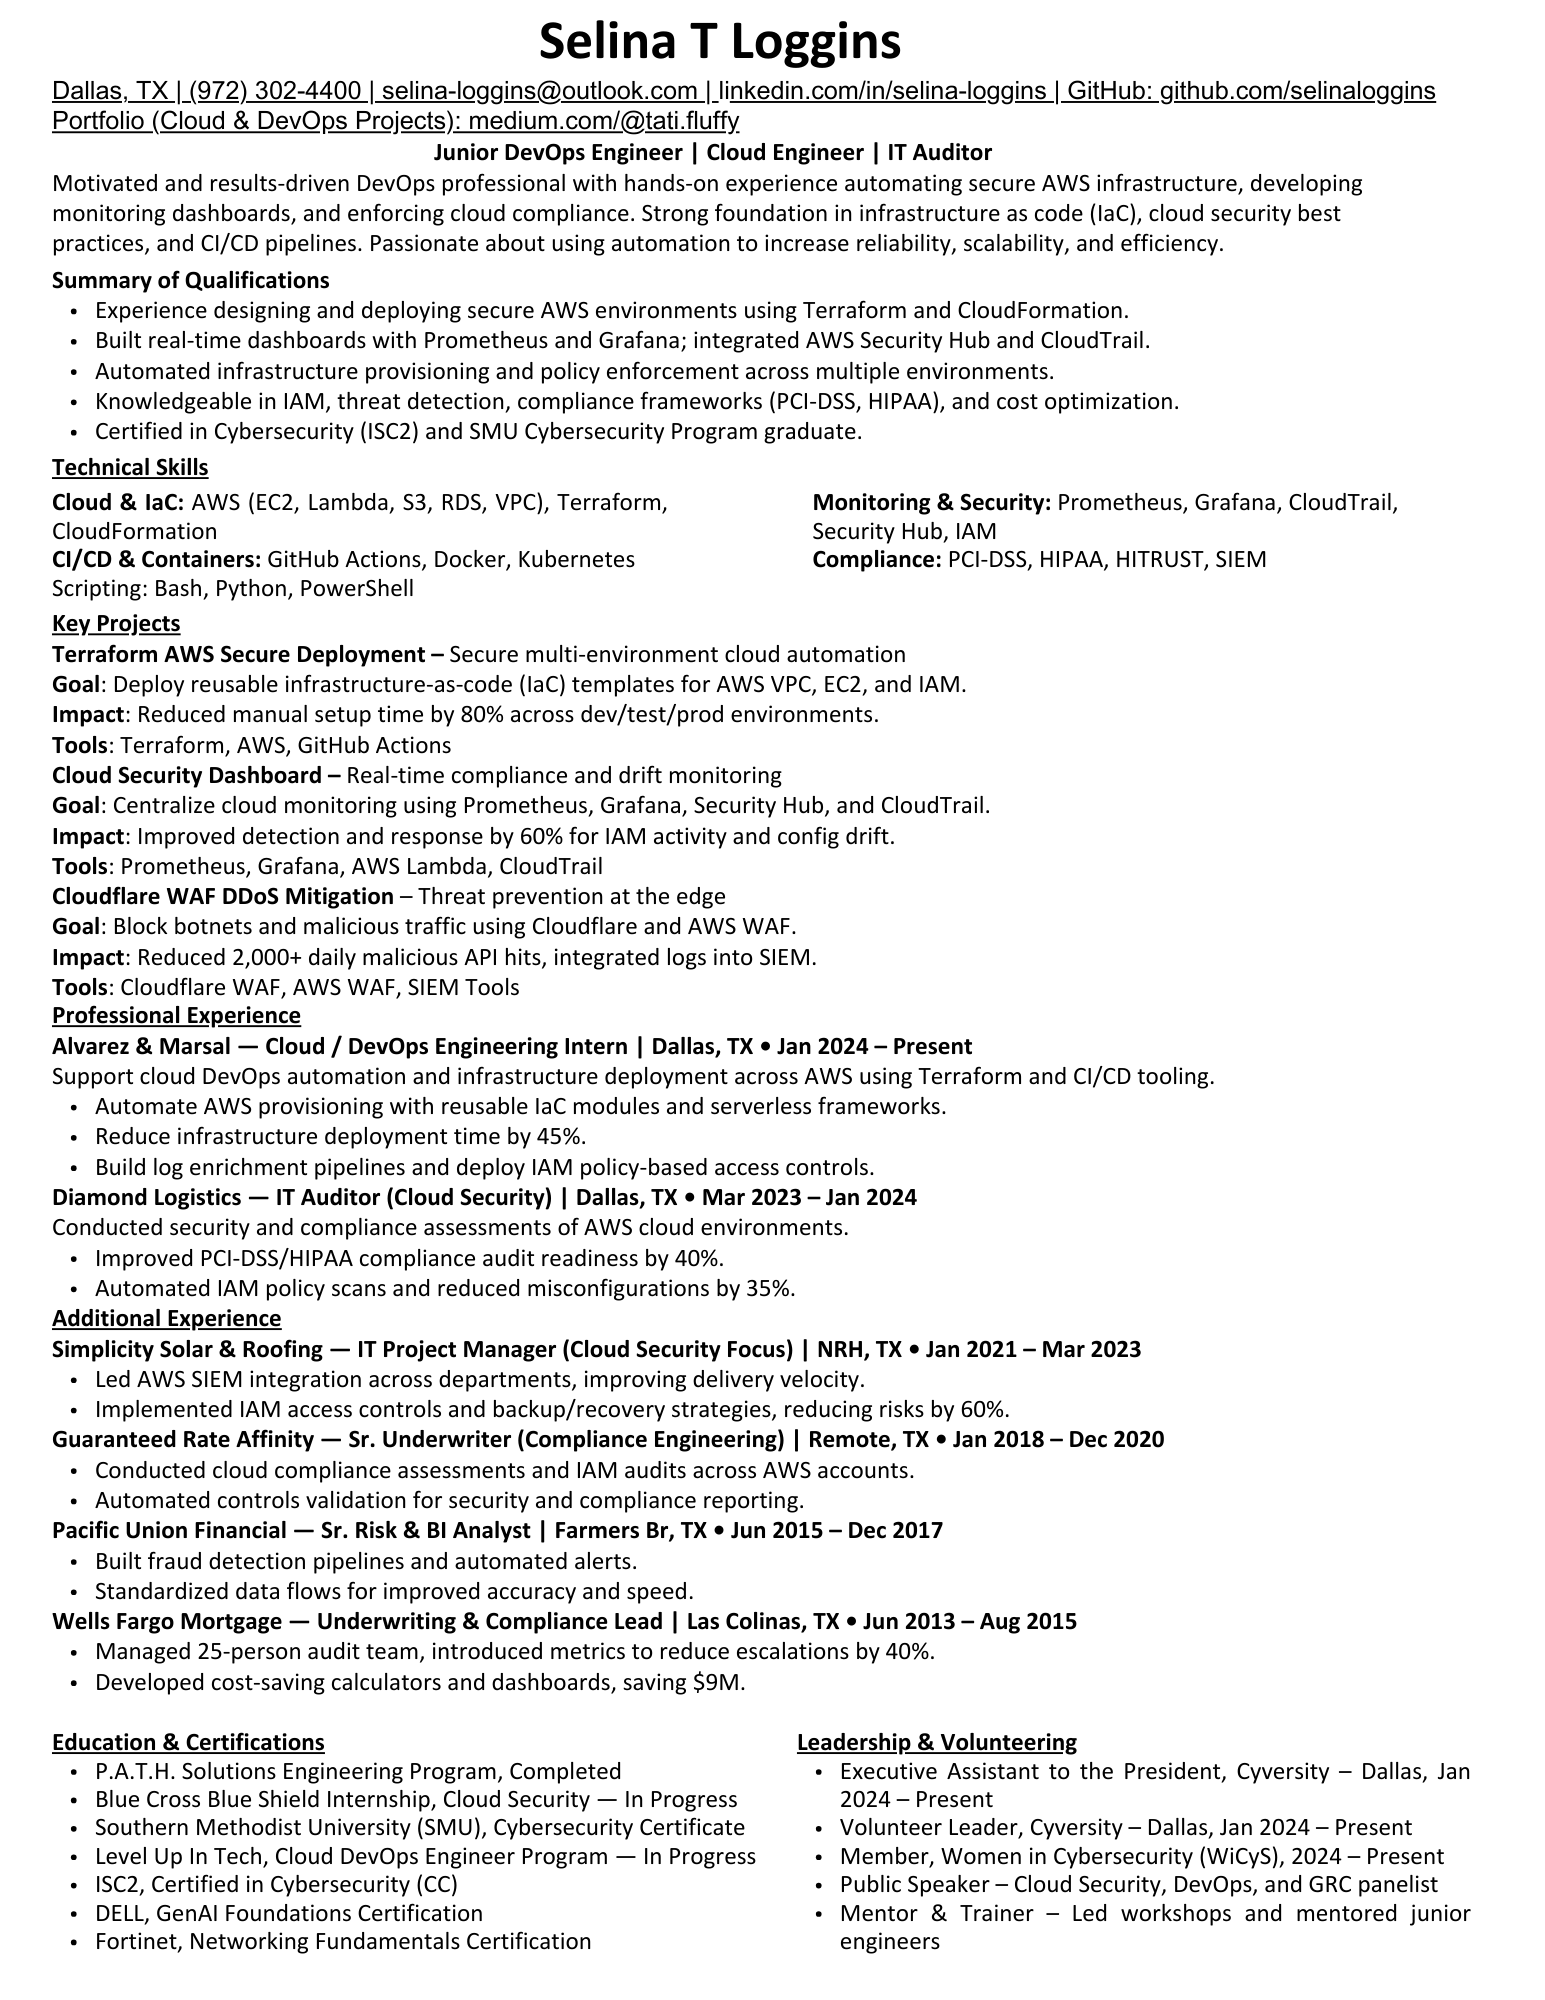 Selina T Loggins
Dallas, TX | (972) 302-4400 | selina-loggins@outlook.com | linkedin.com/in/selina-loggins | GitHub: github.com/selinaloggins
Portfolio (Cloud & DevOps Projects): medium.com/@tati.fluffy
Junior DevOps Engineer | Cloud Engineer | IT Auditor
Motivated and results-driven DevOps professional with hands-on experience automating secure AWS infrastructure, developing
monitoring dashboards, and enforcing cloud compliance. Strong foundation in infrastructure as code (IaC), cloud security best
practices, and CI/CD pipelines. Passionate about using automation to increase reliability, scalability, and efficiency.
Summary of Qualifications
• Experience designing and deploying secure AWS environments using Terraform and CloudFormation.
• Built real-time dashboards with Prometheus and Grafana; integrated AWS Security Hub and CloudTrail.
• Automated infrastructure provisioning and policy enforcement across multiple environments.
• Knowledgeable in IAM, threat detection, compliance frameworks (PCI-DSS, HIPAA), and cost optimization.
• Certified in Cybersecurity (ISC2) and SMU Cybersecurity Program graduate.
Technical Skills
Cloud & IaC: AWS (EC2, Lambda, S3, RDS, VPC), Terraform,
CloudFormation
CI/CD & Containers: GitHub Actions, Docker, Kubernetes
Scripting: Bash, Python, PowerShell
Monitoring & Security: Prometheus, Grafana, CloudTrail,
Security Hub, IAM
Compliance: PCI-DSS, HIPAA, HITRUST, SIEM
Key Projects
Terraform AWS Secure Deployment – Secure multi-environment cloud automation
Goal: Deploy reusable infrastructure-as-code (IaC) templates for AWS VPC, EC2, and IAM.
Impact: Reduced manual setup time by 80% across dev/test/prod environments.
Tools: Terraform, AWS, GitHub Actions
Cloud Security Dashboard – Real-time compliance and drift monitoring
Goal: Centralize cloud monitoring using Prometheus, Grafana, Security Hub, and CloudTrail.
Impact: Improved detection and response by 60% for IAM activity and config drift.
Tools: Prometheus, Grafana, AWS Lambda, CloudTrail
Cloudflare WAF DDoS Mitigation – Threat prevention at the edge
Goal: Block botnets and malicious traffic using Cloudflare and AWS WAF.
Impact: Reduced 2,000+ daily malicious API hits, integrated logs into SIEM.
Tools: Cloudflare WAF, AWS WAF, SIEM Tools
Professional Experience
Alvarez & Marsal — Cloud / DevOps Engineering Intern | Dallas, TX • Jan 2024 – Present
Support cloud DevOps automation and infrastructure deployment across AWS using Terraform and CI/CD tooling.
• Automate AWS provisioning with reusable IaC modules and serverless frameworks.
• Reduce infrastructure deployment time by 45%.
• Build log enrichment pipelines and deploy IAM policy-based access controls.
Diamond Logistics — IT Auditor (Cloud Security) | Dallas, TX • Mar 2023 – Jan 2024
Conducted security and compliance assessments of AWS cloud environments.
• Improved PCI-DSS/HIPAA compliance audit readiness by 40%.
• Automated IAM policy scans and reduced misconfigurations by 35%.
Additional Experience
Simplicity Solar & Roofing — IT Project Manager (Cloud Security Focus) | NRH, TX • Jan 2021 – Mar 2023
• Led AWS SIEM integration across departments, improving delivery velocity.
• Implemented IAM access controls and backup/recovery strategies, reducing risks by 60%.
Guaranteed Rate Affinity — Sr. Underwriter (Compliance Engineering) | Remote, TX • Jan 2018 – Dec 2020
• Conducted cloud compliance assessments and IAM audits across AWS accounts.
• Automated controls validation for security and compliance reporting.
Pacific Union Financial — Sr. Risk & BI Analyst | Farmers Br, TX • Jun 2015 – Dec 2017
• Built fraud detection pipelines and automated alerts.
• Standardized data flows for improved accuracy and speed.
Wells Fargo Mortgage — Underwriting & Compliance Lead | Las Colinas, TX • Jun 2013 – Aug 2015
• Managed 25-person audit team, introduced metrics to reduce escalations by 40%.
• Developed cost-saving calculators and dashboards, saving $9M.
Education & Certifications
• P.A.T.H. Solutions Engineering Program, Completed
• Blue Cross Blue Shield Internship, Cloud Security — In Progress
• Southern Methodist University (SMU), Cybersecurity Certificate
• Level Up In Tech, Cloud DevOps Engineer Program — In Progress
• ISC2, Certified in Cybersecurity (CC)
• DELL, GenAI Foundations Certification
• Fortinet, Networking Fundamentals Certification
Leadership & Volunteering
• Executive Assistant to the President, Cyversity – Dallas, Jan
2024 – Present
• Volunteer Leader, Cyversity – Dallas, Jan 2024 – Present
• Member, Women in Cybersecurity (WiCyS), 2024 – Present
• Public Speaker – Cloud Security, DevOps, and GRC panelist
• Mentor & Trainer – Led workshops and mentored junior
engineers